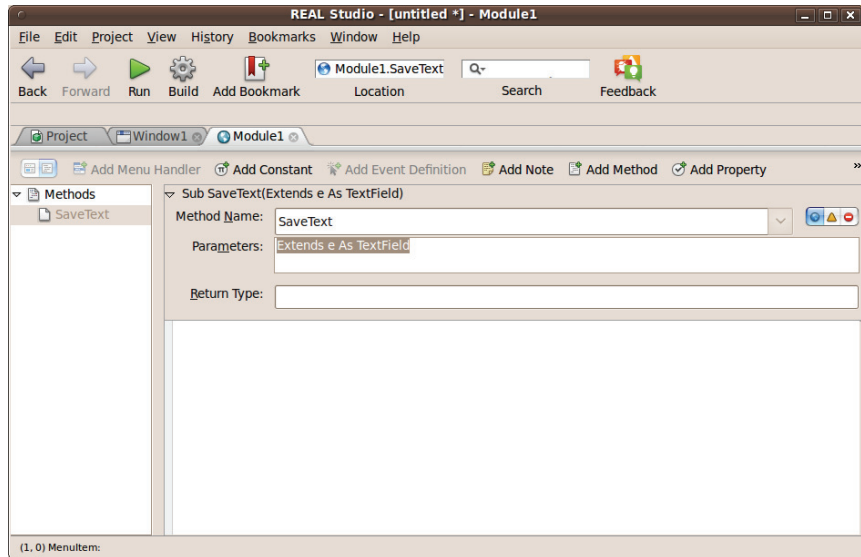 REAL Studio - [untitled *] - Module1
File Edit Project View History Bookmarks Window Help
Module1.SaveText
Back Forward Run Build Add Bookmark Location Search Feedback
Project Window1 Module1
Add Menu Handler Add Constant Add Event Definition Add Note Add Method Add Property »
Methods
SaveText
Sub SaveText(Extends e As TextField)
Method Name: SaveText
Parameters: Extends e As TextField
Return Type:
(1, 0) MenuItem: